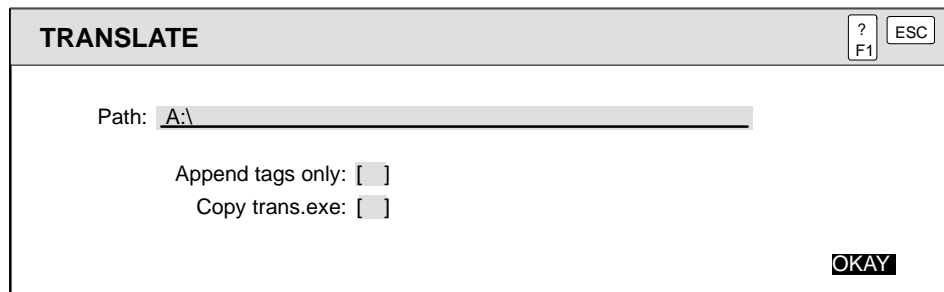 TRANSLATE
?
F1
ESC
Path: A:\
Append tags only: [ ]
Copy trans.exe: [ ]
OKAY